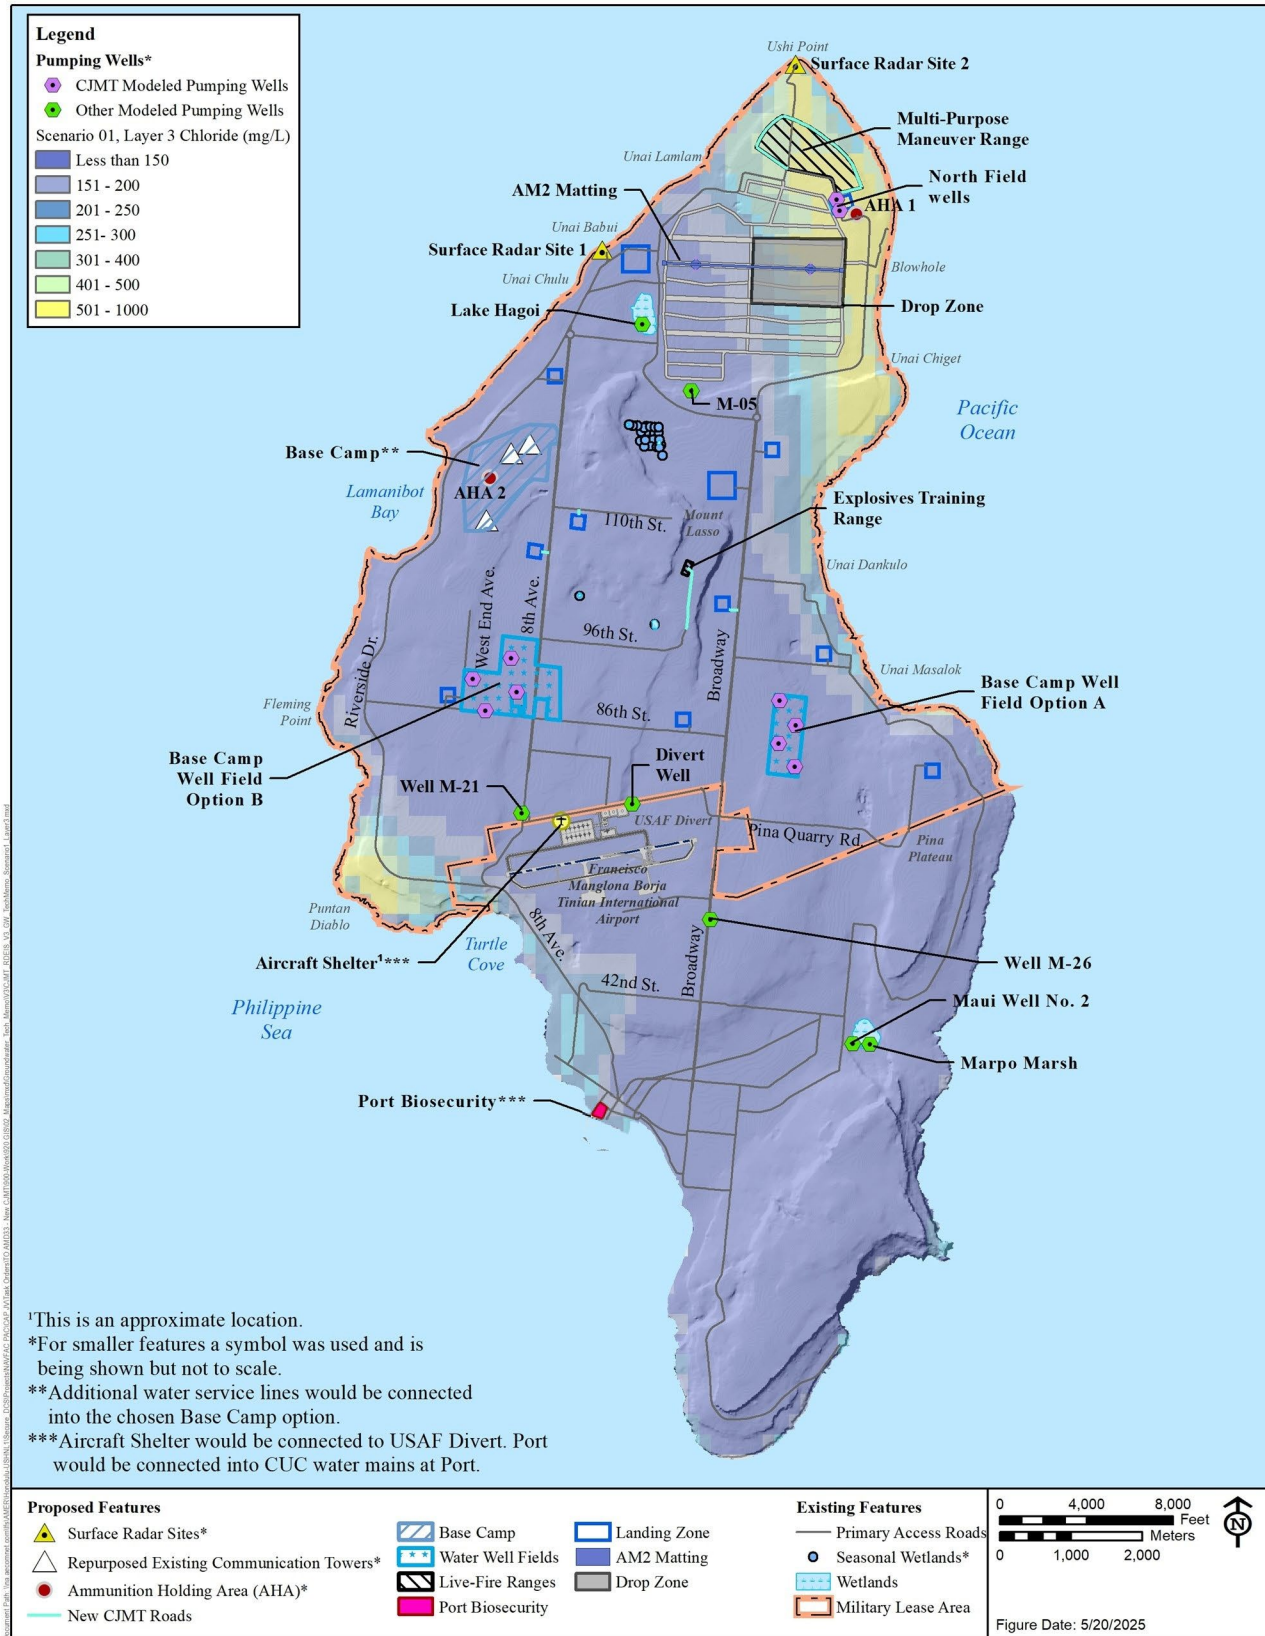 Legend
Pumping Wells*
CJMT Modeled Pumping Wells
Other Modeled Pumping Wells
Scenario 01, Layer 3 Chloride (mg/L)
Less than 150
151 - 200
201 - 250
251- 300
301 - 400
401 - 500
501 - 1000
Ushi Point
Surface Radar Site 2
Multi-Purpose
Maneuver Range
Unai Lamlam
North Field
wells
AM2 Matting
AHA 1
Unai Babui
Surface Radar Site 1
Blowhole
Unai Chulu
Lake Hagoi
Drop Zone
Unai Chiget
M-05
Pacific
Ocean
Base Camp**
AHA 2
Lamanibot
Bay
Explosives Training
Range
Mount
Lasso
110th St.
Unai Dankulo
West End Ave.
8th Ave.
96th St.
Broadway
Riverside Dr.
Unai Masalok
Base Camp Well
Field Option A
Fleming
Point
86th St.
Base Camp
Well Field
Option B
Divert
Well
Well M-21
USAF Divert
Pina Quarry Rd.
Pina
Plateau
Francisco
Manglona Borja
Tinian International
Airport
Puntan
Diablo
8th Ave.
Turtle
Cove
Aircraft Shelter¹***
Broadway
Well M-26
42nd St.
Maui Well No. 2
Philippine
Sea
Marpo Marsh
Port Biosecurity***
¹This is an approximate location.
*For smaller features a symbol was used and is
being shown but not to scale.
**Additional water service lines would be connected
into the chosen Base Camp option.
***Aircraft Shelter would be connected to USAF Divert. Port
would be connected into CUC water mains at Port.
Proposed Features
Surface Radar Sites*
Repurposed Existing Communication Towers*
Ammunition Holding Area (AHA)*
New CJMT Roads
Base Camp
Water Well Fields
Live-Fire Ranges
Port Biosecurity
Landing Zone
AM2 Matting
Drop Zone
Existing Features
Primary Access Roads
Seasonal Wetlands*
Wetlands
Military Lease Area
0 4,000 8,000
Feet
Meters
0 1,000 2,000
N
Figure Date: 5/20/2025